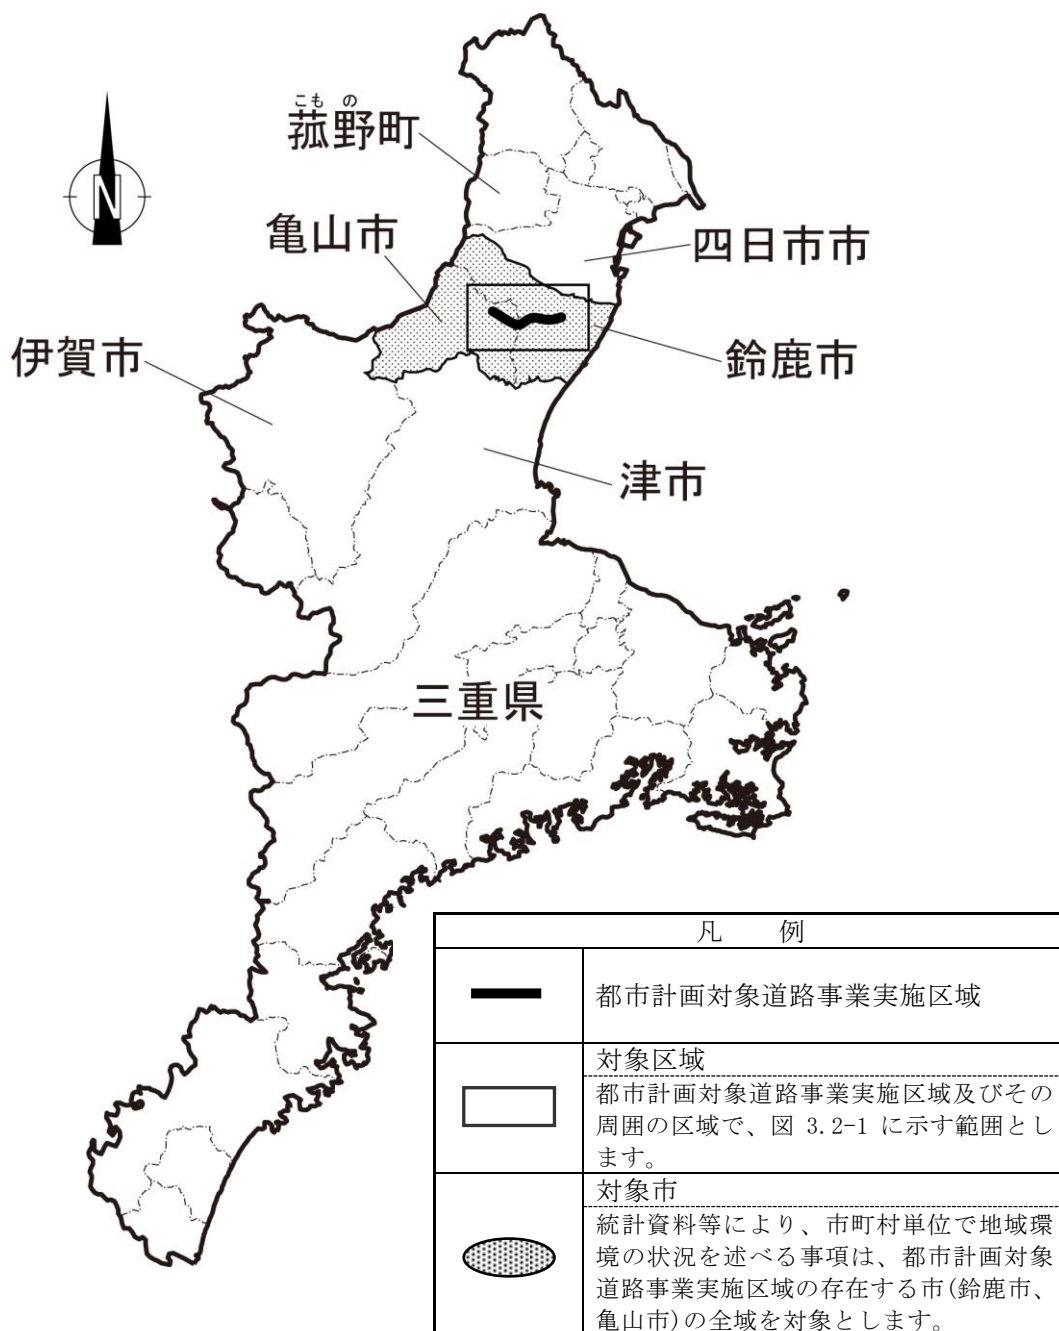 こも の
菰野町
N
亀山市
四日市市
伊賀市
鈴鹿市
津市
三重県
凡 例
都市計画対象道路事業実施区域
対象区域
都市計画対象道路事業実施区域及びその
周囲の区域で、図 3.2-1 に示す範囲とし
ます。
対象市
統計資料等により、市町村単位で地域環
境の状況を述べる事項は、都市計画対象
道路事業実施区域の存在する市(鈴鹿市、
亀山市)の全域を対象とします。